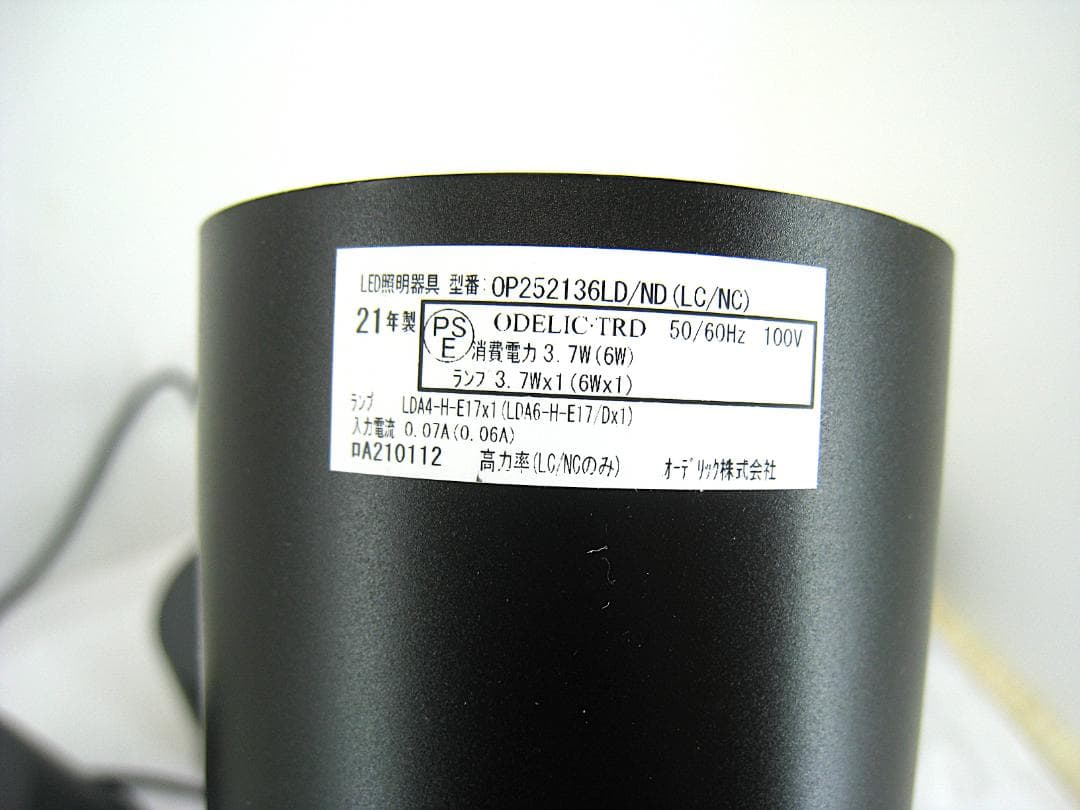 LED照明器具 型番:OP252136LD/ND(LC/NC)
21年製
PSE ODELIC・TRD 50/60Hz 100V
消費電力 3.7W(6W)
ランプ 3.7Wx1(6Wx1)
ランプ LDA4-H-E17x1(LDA6-H-E17/Dx1)
入力電流 0.07A(0.06A)
ロA210112 高力率(LC/NCのみ) オーデリック株式会社